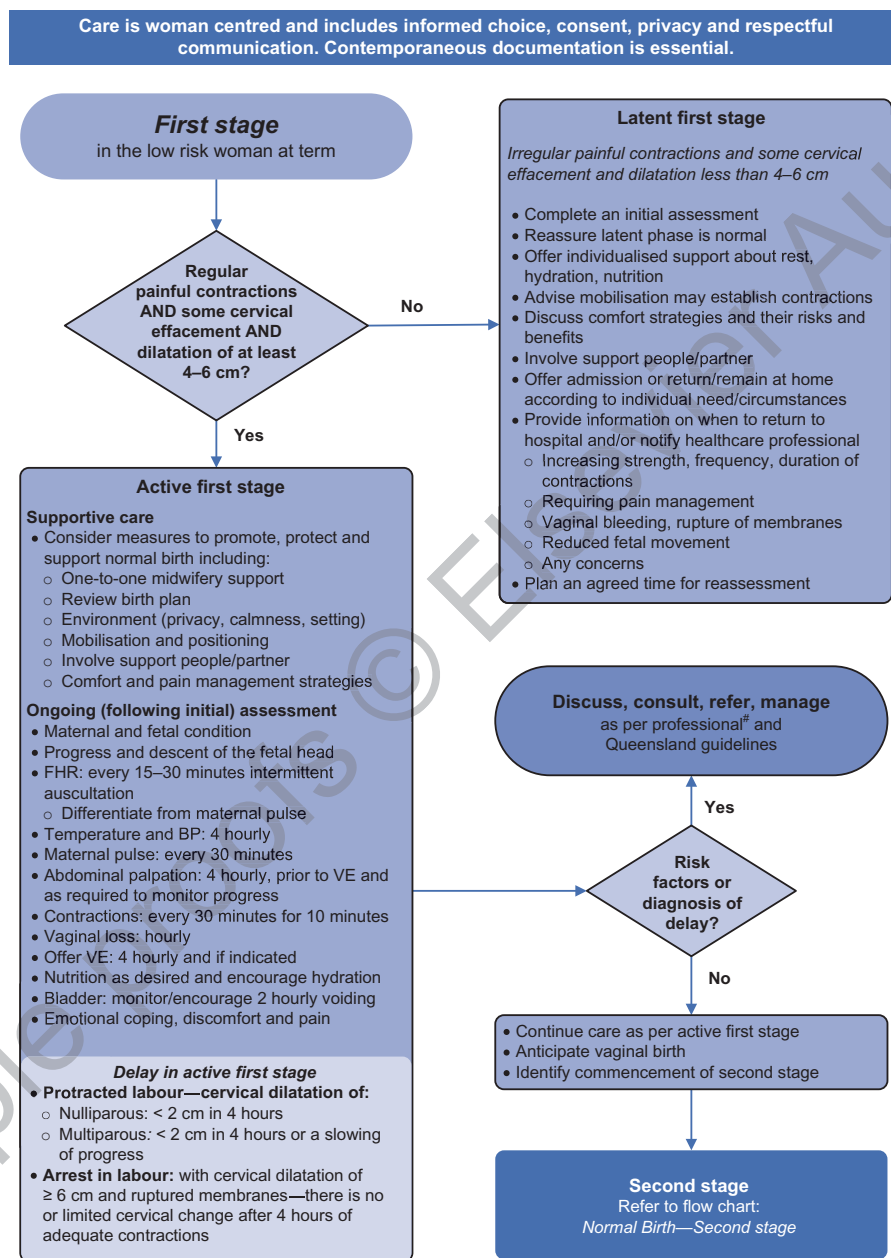 Care is woman centred and includes informed choice, consent, privacy and respectful
communication. Contemporaneous documentation is essential.
First stage
in the low risk woman at term
Regular
painful contractions
AND some cervical
effacement AND
dilatation of at least
4–6 cm?
No
Yes
Latent first stage
Irregular painful contractions and some cervical
effacement and dilatation less than 4–6 cm
• Complete an initial assessment
• Reassure latent phase is normal
• Offer individualised support about rest,
hydration, nutrition
• Advise mobilisation may establish contractions
• Discuss comfort strategies and their risks and
benefits
• Involve support people/partner
• Offer admission or return/remain at home
according to individual need/circumstances
• Provide information on when to return to
hospital and/or notify healthcare professional
○ Increasing strength, frequency, duration of
contractions
○ Requiring pain management
○ Vaginal bleeding, rupture of membranes
○ Reduced fetal movement
○ Any concerns
• Plan an agreed time for reassessment
Active first stage
Supportive care
• Consider measures to promote, protect and
support normal birth including:
○ One-to-one midwifery support
○ Review birth plan
○ Environment (privacy, calmness, setting)
○ Mobilisation and positioning
○ Involve support people/partner
○ Comfort and pain management strategies
Ongoing (following initial) assessment
• Maternal and fetal condition
• Progress and descent of the fetal head
• FHR: every 15–30 minutes intermittent
auscultation
○ Differentiate from maternal pulse
• Temperature and BP: 4 hourly
• Maternal pulse: every 30 minutes
• Abdominal palpation: 4 hourly, prior to VE and
as required to monitor progress
• Contractions: every 30 minutes for 10 minutes
• Vaginal loss: hourly
• Offer VE: 4 hourly and if indicated
• Nutrition as desired and encourage hydration
• Bladder: monitor/encourage 2 hourly voiding
• Emotional coping, discomfort and pain
Delay in active first stage
• Protracted labour—cervical dilatation of:
○ Nulliparous: < 2 cm in 4 hours
○ Multiparous: < 2 cm in 4 hours or a slowing
of progress
• Arrest in labour: with cervical dilatation of
≥ 6 cm and ruptured membranes—there is no
or limited cervical change after 4 hours of
adequate contractions
Discuss, consult, refer, manage
as per professional# and
Queensland guidelines
Yes
Risk
factors or
diagnosis of
delay?
No
• Continue care as per active first stage
• Anticipate vaginal birth
• Identify commencement of second stage
Second stage
Refer to flow chart:
Normal Birth—Second stage
ple proofs © Elsevier Au